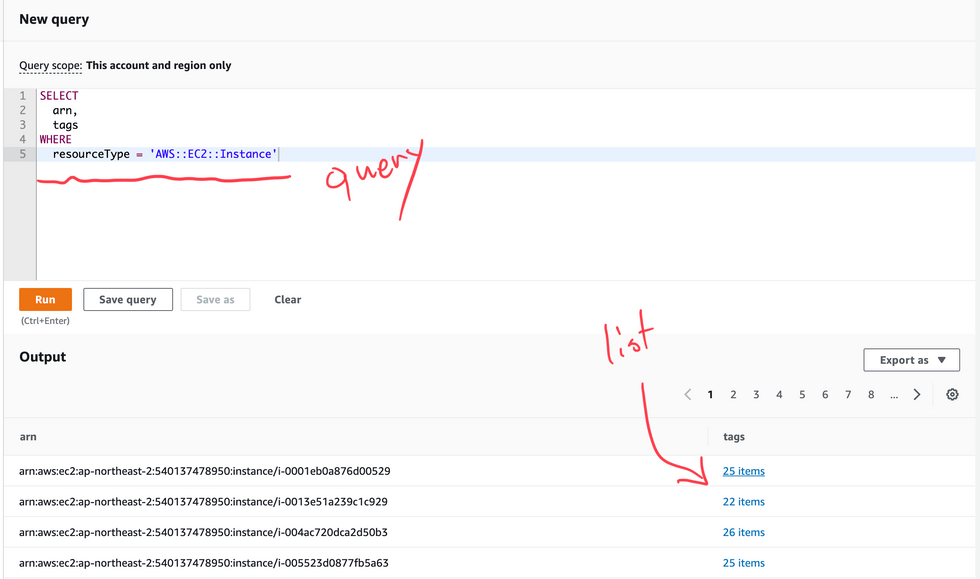 New query
Query scope: This account and region only
1 SELECT
2 arn,
3 tags
4 WHERE
5 resourceType = 'AWS::EC2::Instance'
query
Run Save query Save as Clear
(Ctrl+Enter)
list
Output Export as
1 2 3 4 5 6 7 8 ...
arn tags
arn:aws:ec2:ap-northeast-2:540137478950:instance/i-0001eb0a876d00529 25 items
arn:aws:ec2:ap-northeast-2:540137478950:instance/i-0013e51a239c1c929 22 items
arn:aws:ec2:ap-northeast-2:540137478950:instance/i-004ac720dca2d50b3 26 items
arn:aws:ec2:ap-northeast-2:540137478950:instance/i-005523d0877fb5a63 25 items